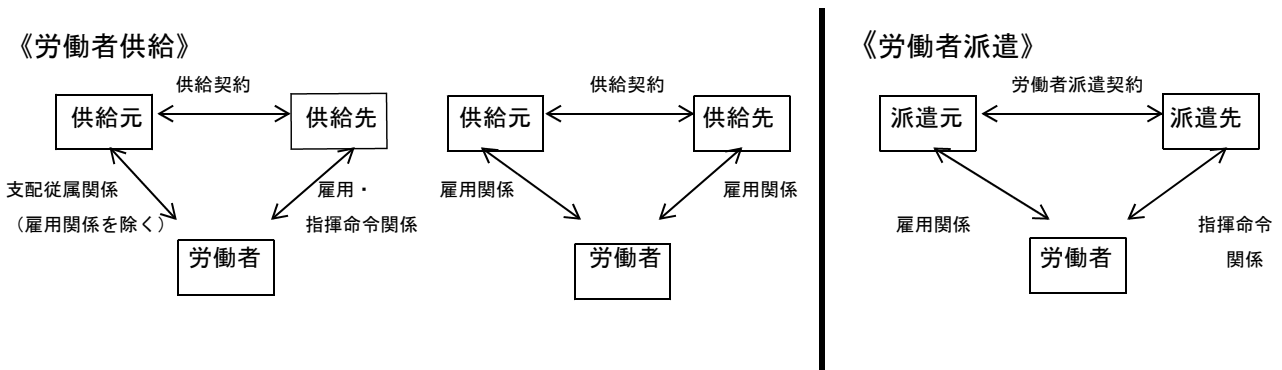 《労働者供給》
供給契約
供給元
供給先
支配従属関係
(雇用関係を除く)
雇用・
指揮命令関係
労働者
供給契約
供給元
供給先
雇用関係
雇用関係
労働者
《労働者派遣》
労働者派遣契約
派遣元
派遣先
雇用関係
指揮命令
関係
労働者